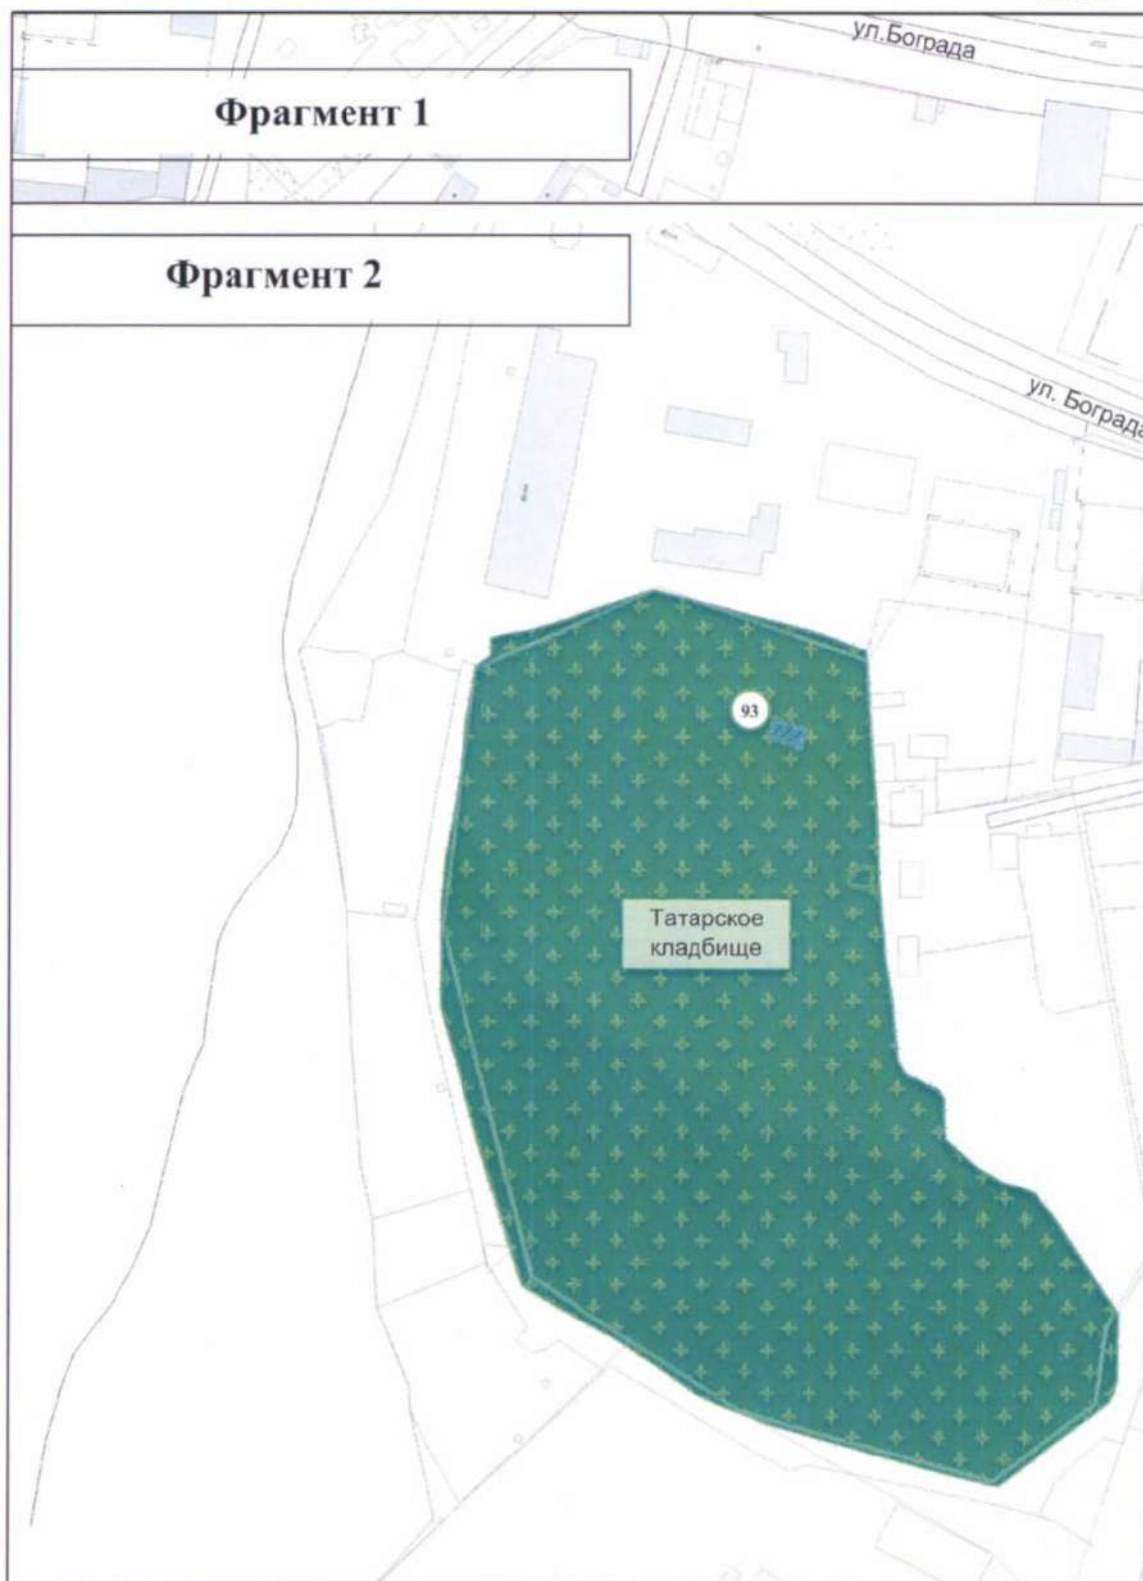 ул.Бограда
Фрагмент 1
Фрагмент 2
ул. Бограда
93
Татарское
кладбище